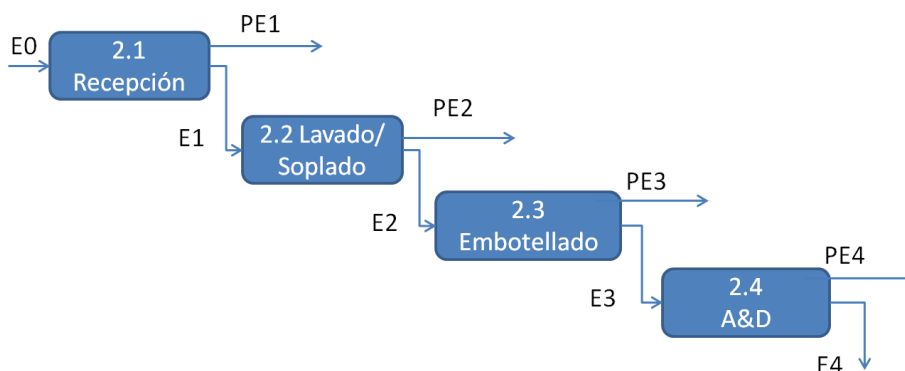 E0
2.1
Recepción
PE1
E1
2.2 Lavado/
Soplado
PE2
E2
2.3
Embotellado
PE3
E3
2.4
A&D
PE4
E4